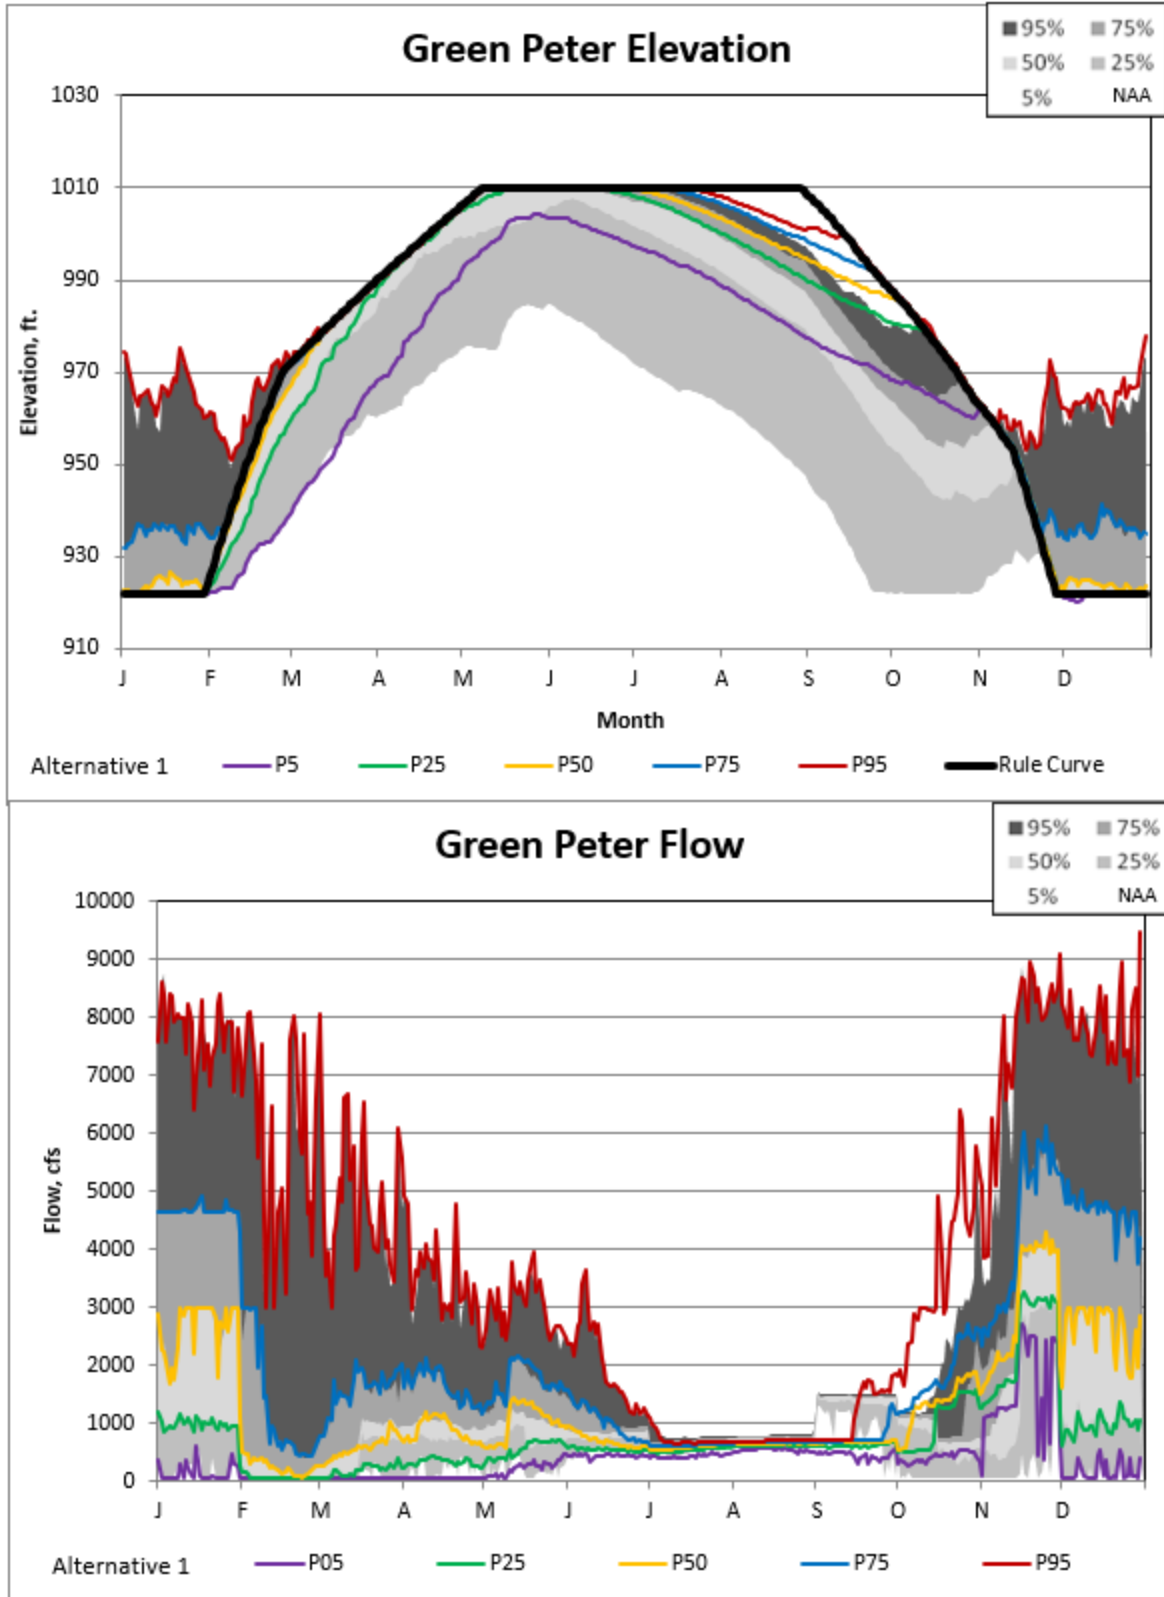 Green Peter Elevation
95% 75%
50% 25%
5% NAA
1030
1010
990
970
950
930
910
Elevation, ft.
J F M A M J J A S O N D
Month
Alternative 1 P5 P25 P50 P75 P95 Rule Curve
Green Peter Flow
95% 75%
50% 25%
5% NAA
10000
9000
8000
7000
6000
5000
4000
3000
2000
1000
0
Flow, cfs
J F M A M J J A S O N D
Alternative 1 P05 P25 P50 P75 P95